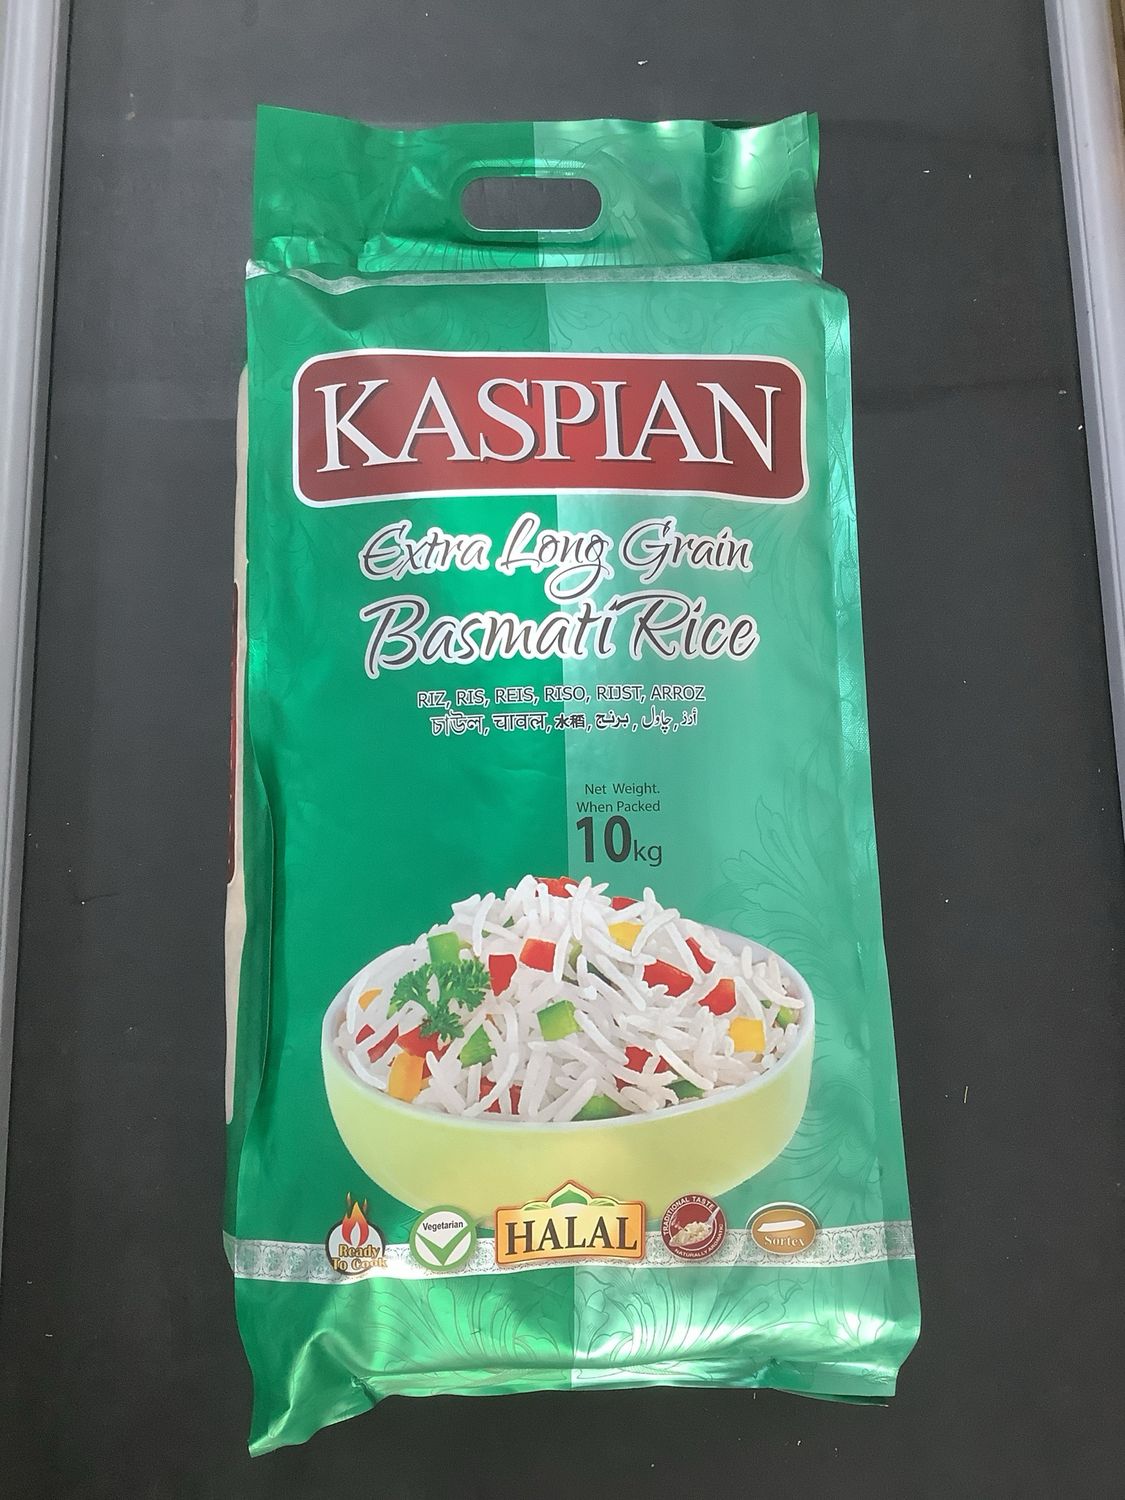 KASPIAN
Extra Long Grain
Basmati Rice
RIZ, RIS, REIS, RISO, RIJST, ARROZ
চাউল, चावल, 水稻, برنج, چاول, أرز
Net Weight.
When Packed
10kg
Ready
To Cook
Vegetarian
HALAL
TRADITIONAL TASTE
NATURALLY AROMATIC
Sortex